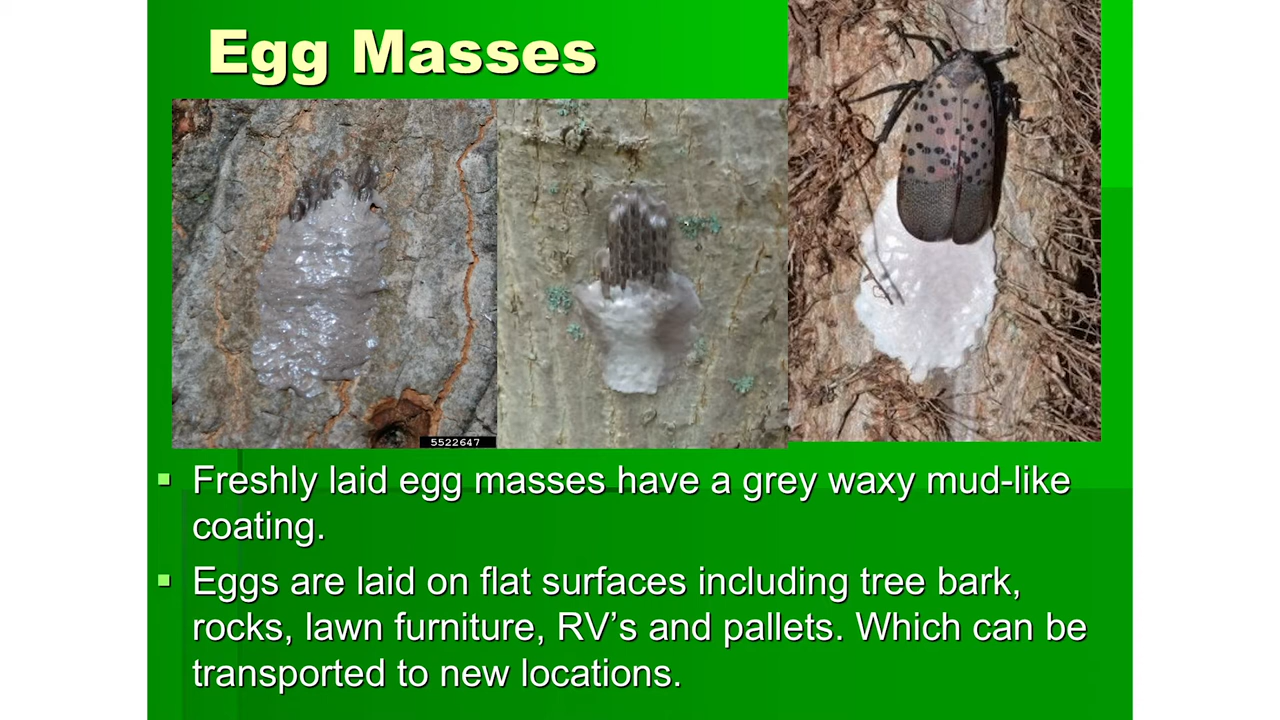 Egg Masses
5522647
▪ Freshly laid egg masses have a grey waxy mud-like
coating.
▪ Eggs are laid on flat surfaces including tree bark,
rocks, lawn furniture, RV’s and pallets. Which can be
transported to new locations.